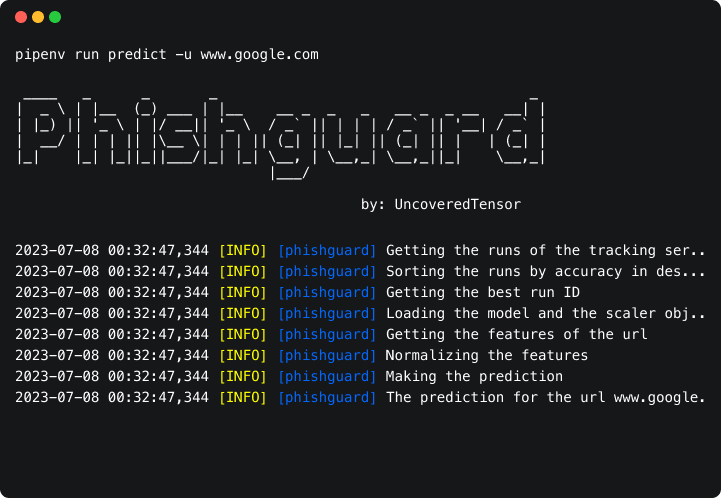 pipenv run predict -u www.google.com
Phishguard
by: UncoveredTensor
2023-07-08 00:32:47,344 [INFO] [phishguard] Getting the runs of the tracking ser..
2023-07-08 00:32:47,344 [INFO] [phishguard] Sorting the runs by accuracy in des...
2023-07-08 00:32:47,344 [INFO] [phishguard] Getting the best run ID
2023-07-08 00:32:47,344 [INFO] [phishguard] Loading the model and the scaler obj..
2023-07-08 00:32:47,344 [INFO] [phishguard] Getting the features of the url
2023-07-08 00:32:47,344 [INFO] [phishguard] Normalizing the features
2023-07-08 00:32:47,344 [INFO] [phishguard] Making the prediction
2023-07-08 00:32:47,344 [INFO] [phishguard] The prediction for the url www.google.